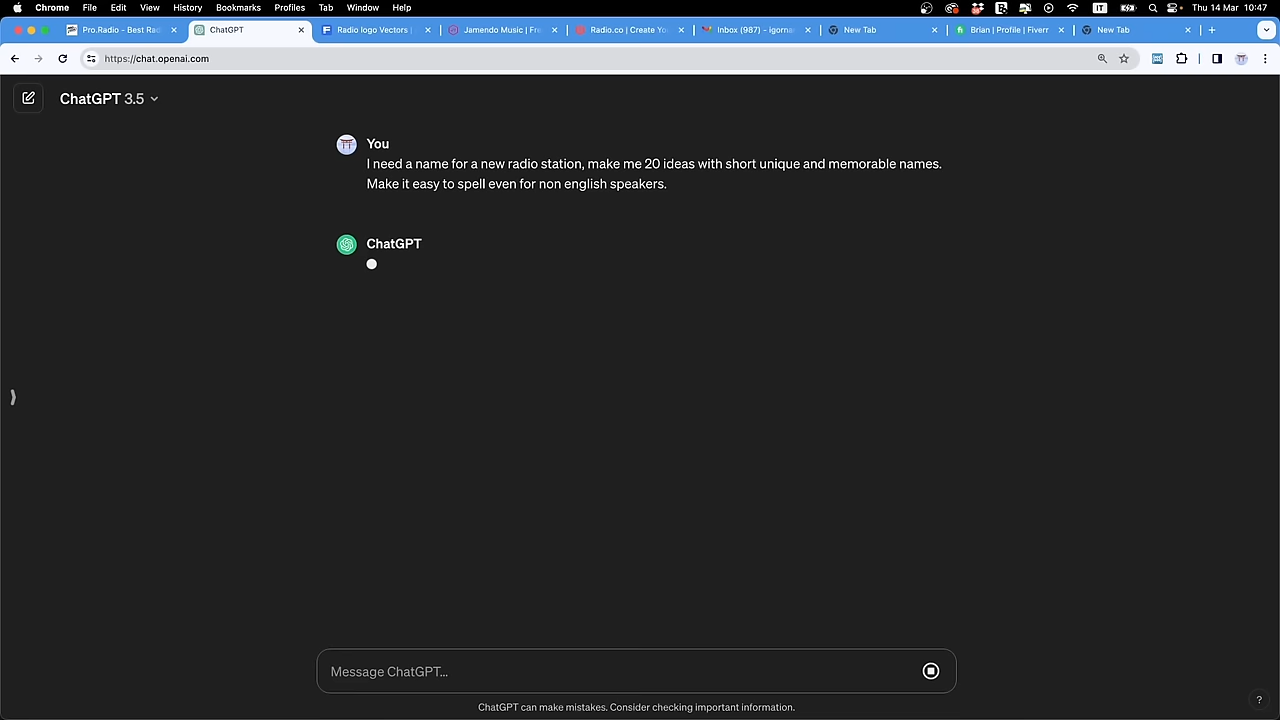 Chrome File Edit View History Bookmarks Profiles Tab Window Help IT Thu 14 Mar 10:47
Pro.Radio - Best Rad ChatGPT Radio logo Vectors | Jamendo Music | Fre Radio.co | Create Yo Inbox (987) - igorna New Tab Brian | Profile | Fiverr New Tab
https://chat.openai.com
ChatGPT 3.5
You
I need a name for a new radio station, make me 20 ideas with short unique and memorable names.
Make it easy to spell even for non english speakers.
ChatGPT
Message ChatGPT...
ChatGPT can make mistakes. Consider checking important information.
?